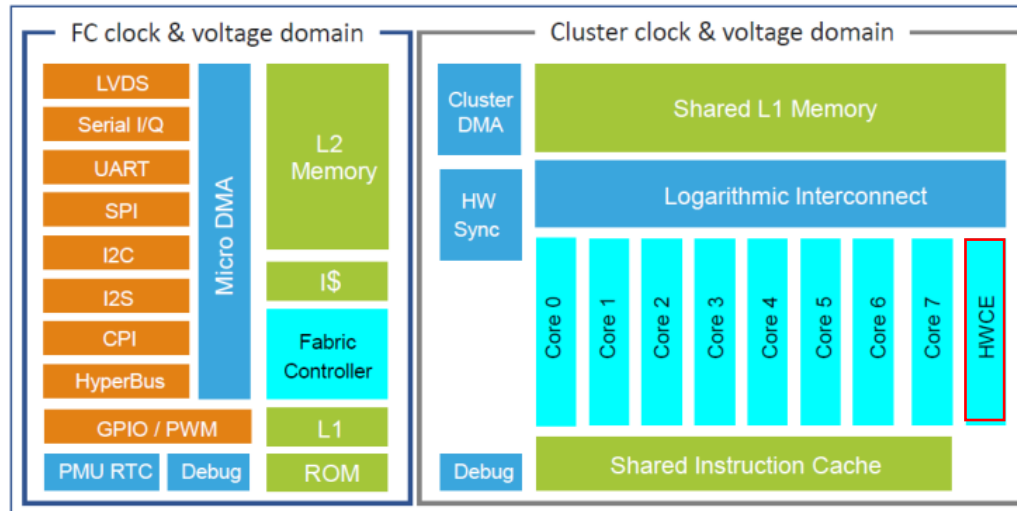 FC clock & voltage domain
LVDS
Serial I/Q
UART
SPI
I2C
I2S
CPI
HyperBus
GPIO / PWM
PMU RTC
Debug
Micro DMA
L2
Memory
I$
Fabric
Controller
L1
ROM
Cluster clock & voltage domain
Cluster
DMA
Shared L1 Memory
HW
Sync
Logarithmic Interconnect
Core 0
Core 1
Core 2
Core 3
Core 4
Core 5
Core 6
Core 7
HWCE
Debug
Shared Instruction Cache